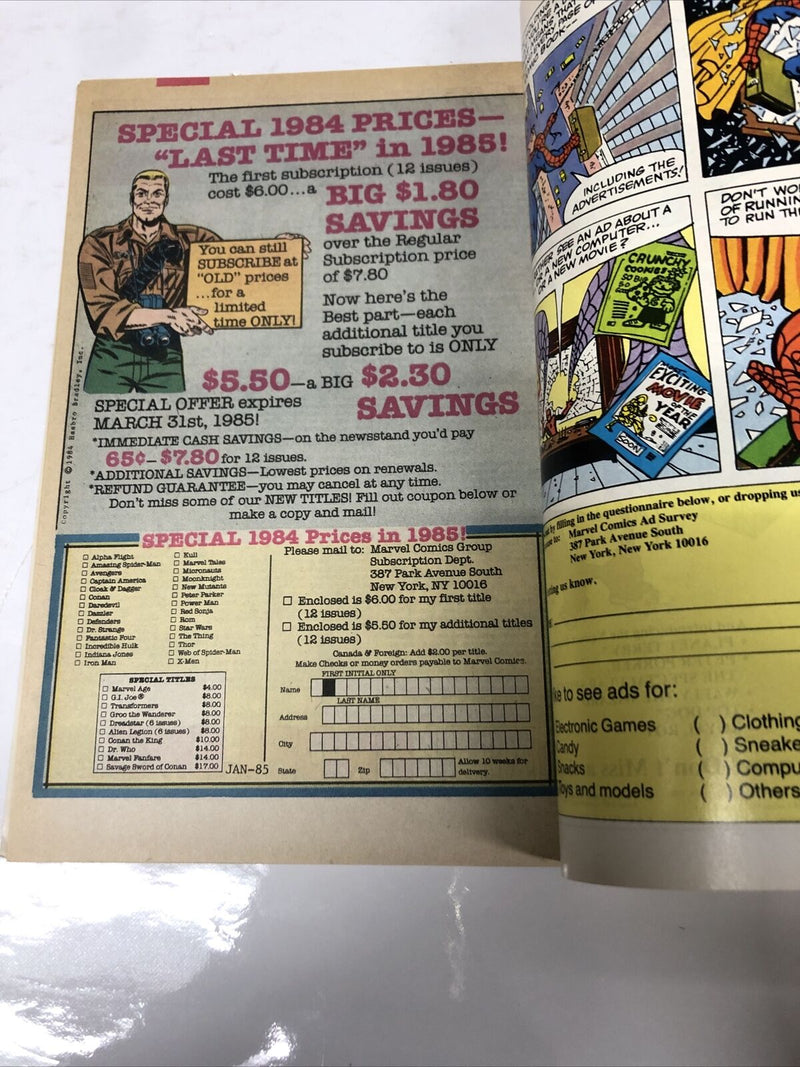 SPECIAL 1984 PRICES—
"LAST TIME" in 1985!
The first subscription (12 issues)
cost $6.00...a BIG $1.80
SAVINGS
over the Regular
Subscription price
of $7.80
You can still
SUBSCRIBE at
"OLD" prices
...for a
limited
time ONLY!
Now here's the
Best part—each
additional title you
subscribe to is ONLY
$5.50—a BIG $2.30
SAVINGS
SPECIAL OFFER expires
MARCH 31st, 1985!
*IMMEDIATE CASH SAVINGS—on the newsstand you'd pay
65¢—$7.80 for 12 issues.
*ADDITIONAL SAVINGS—Lowest prices on renewals.
*REFUND GUARANTEE—you may cancel at any time.
Don't miss some of our NEW TITLES! Fill out coupon below or
make a copy and mail!
Copyright © 1984 Hasbro Bradley, Inc.
SPECIAL 1984 Prices in 1985!
Alpha Flight
Amazing Spider-Man
Avengers
Captain America
Cloak & Dagger
Conan
Daredevil
Dazzler
Defenders
Dr. Strange
Fantastic Four
Incredible Hulk
Indiana Jones
Iron Man
Kull
Marvel Tales
Micronauts
Moonknight
New Mutants
Peter Parker
Power Man
Red Sonja
Rom
Star Wars
The Thing
Thor
Web of Spider-Man
X-Men
SPECIAL TITLES
Marvel Age $4.00
G.I. Joe ® $8.00
Transformers $8.00
Groo the Wanderer $8.00
Dreadstar (6 issues) $8.00
Alien Legion (6 issues) $8.00
Conan the King $10.00
Dr. Who $14.00
Marvel Fanfare $14.00
Savage Sword of Conan $17.00
JAN-85
Please mail to: Marvel Comics Group
Subscription Dept.
387 Park Avenue South
New York, NY 10016
Enclosed is $6.00 for my first title
(12 issues)
Enclosed is $5.50 for my additional titles
(12 issues)
Canada & Foreign: Add $2.00 per title.
Make Checks or money orders payable to Marvel Comics.
FIRST INITIAL ONLY
Name
LAST NAME
Address
City
State Zip Allow 10 weeks for
delivery.
THAT
PAGE OF
BOOK--
INCLUDING THE
ADVERTISEMENTS!
SEE AN AD ABOUT A
NEW COMPUTER...
OR A NEW MOVIE?
CRUNCHY
COOKIES
SO BIG
EXCITING
MOVIE
OF THE
YEAR
SOON
DON'T
OF RUNNIN
TO RUN
by filling in the questionnaire below, or dropping us
Marvel Comics Ad Survey
387 Park Avenue South
New York, New York 10016
us know.
to see ads for:
Electronic Games ( ) Clothing
Candy ( ) Sneake
Snacks ( ) Compu
Toys and models ( ) Others